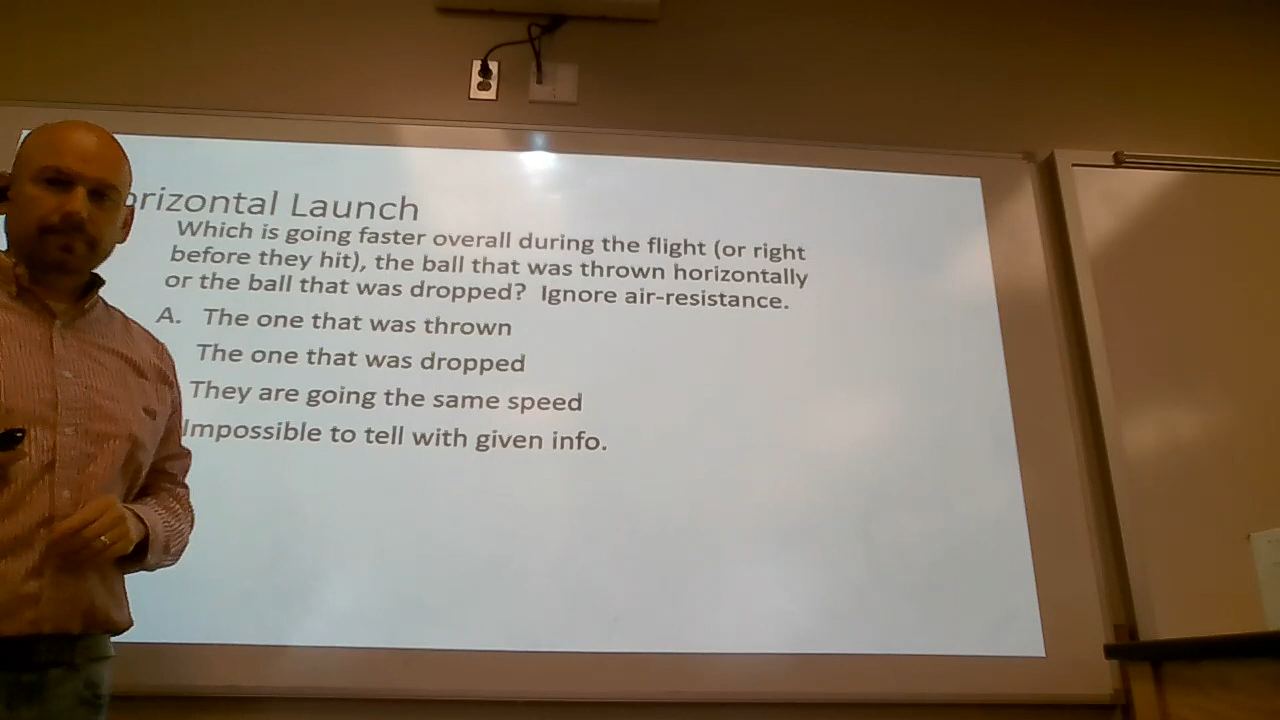 orizontal Launch
Which is going faster overall during the flight (or right
before they hit), the ball that was thrown horizontally
or the ball that was dropped? Ignore air-resistance.
A. The one that was thrown
The one that was dropped
They are going the same speed
Impossible to tell with given info.